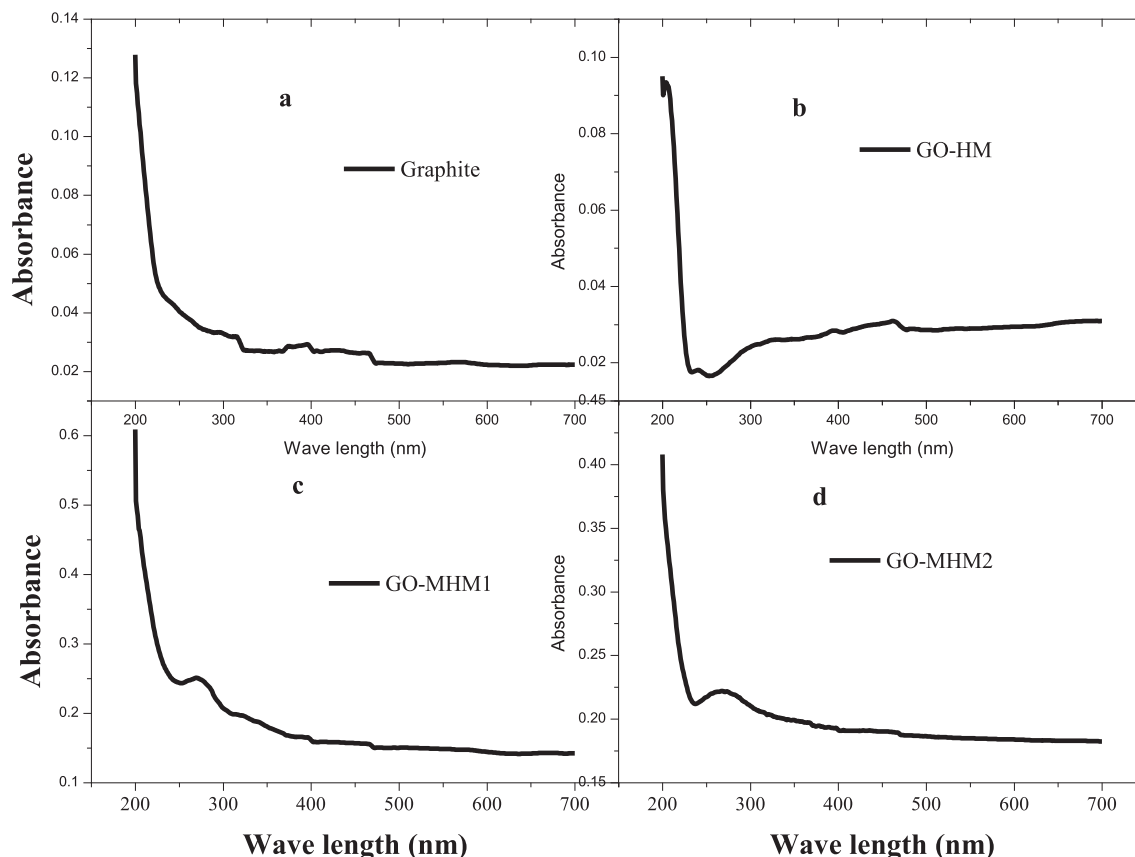 0.14
0.12
0.10
0.08
0.06
0.04
0.02
Absorbance
a
Graphite
200 300 400 500 600 700
Wave length (nm)
0.10
0.08
0.06
0.04
0.02
Absorbance
b
GO-HM
200 300 400 500 600 700
Wave length (nm)
0.6
0.5
0.4
0.3
0.2
0.1
Absorbance
c
GO-MHM1
200 300 400 500 600 700
Wave length (nm)
0.45
0.40
0.35
0.30
0.25
0.20
0.15
Absorbance
d
GO-MHM2
200 300 400 500 600 700
Wave length (nm)